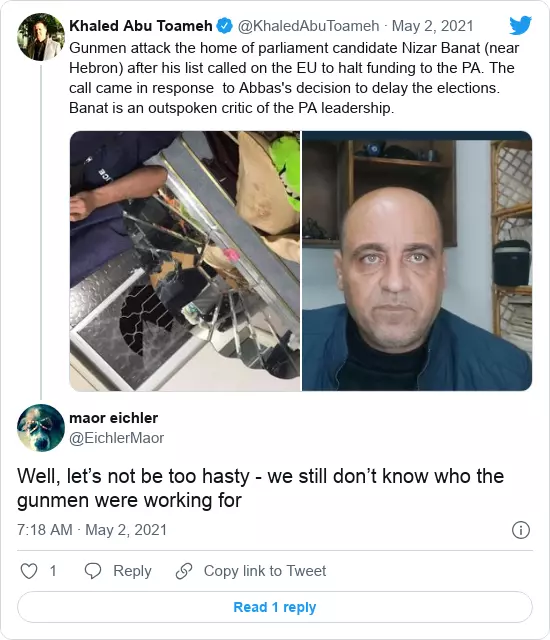 Khaled Abu Toameh @KhaledAbuToameh · May 2, 2021
Gunmen attack the home of parliament candidate Nizar Banat (near
Hebron) after his list called on the EU to halt funding to the PA. The
call came in response  to Abbas's decision to delay the elections.
Banat is an outspoken critic of the PA leadership.
maor eichler
@EichlerMaor
Well, let’s not be too hasty - we still don’t know who the
gunmen were working for
7:18 AM · May 2, 2021
1 Reply Copy link to Tweet
Read 1 reply